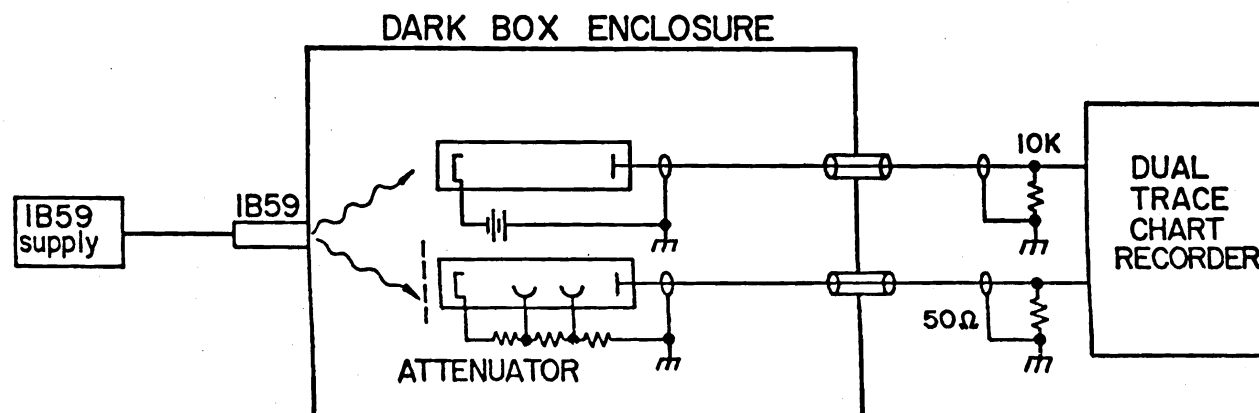 DARK BOX ENCLOSURE
1B59
supply
1B59
ATTENUATOR
10K
50Ω
DUAL
TRACE
CHART
RECORDER